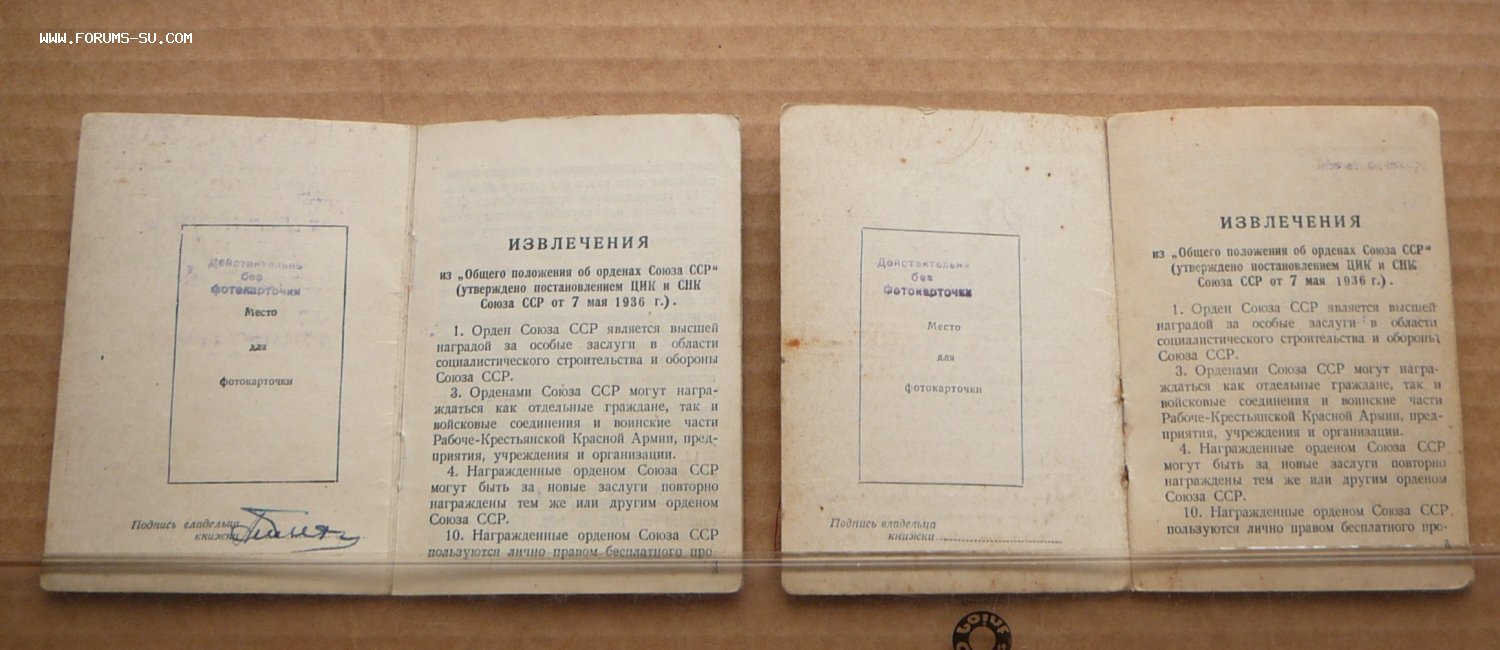 WWW.FORUMS-SU.COM
Действительно
без
фотокарточки
Место
для
фотокарточки
Подпись владельца
книжки
ИЗВЛЕЧЕНИЯ
из „Общего положения об орденах Союза ССР“
(утверждено постановлением ЦИК и СНК
Союза ССР от 7 мая 1936 г.).
1. Орден Союза ССР является высшей
наградой за особые заслуги в области
социалистического строительства и обороны
Союза ССР.
3. Орденами Союза ССР могут награ-
ждаться как отдельные граждане, так и
войсковые соединения и воинские части
Рабоче-Крестьянской Красной Армии, пред-
приятия, учреждения и организации.
4. Награжденные орденом Союза ССР
могут быть за новые заслуги повторно
награждены тем же или другим орденом
Союза ССР.
10. Награжденные орденом Союза ССР
пользуются лично правом бесплатного про-
3
Действительно
без
Фотокарточки
Место
для
фотокарточки
Подпись владельца
книжки
ИЗВЛЕЧЕНИЯ
из „Общего положения об орденах Союза ССР“
(утверждено постановлением ЦИК и СНК
Союза ССР от 7 мая 1936 г.).
1. Орден Союза ССР является высшей
наградой за особые заслуги в области
социалистического строительства и обороны
Союза ССР.
3. Орденами Союза ССР могут награ-
ждаться как отдельные граждане, так и
войсковые соединения и воинские части
Рабоче-Крестьянской Красной Армии, пред-
приятия, учреждения и организации.
4. Награжденные орденом Союза ССР
могут быть за новые заслуги повторно
награждены тем же или другим орденом
Союза ССР.
10. Награжденные орденом Союза ССР
пользуются лично правом бесплатного про-
3